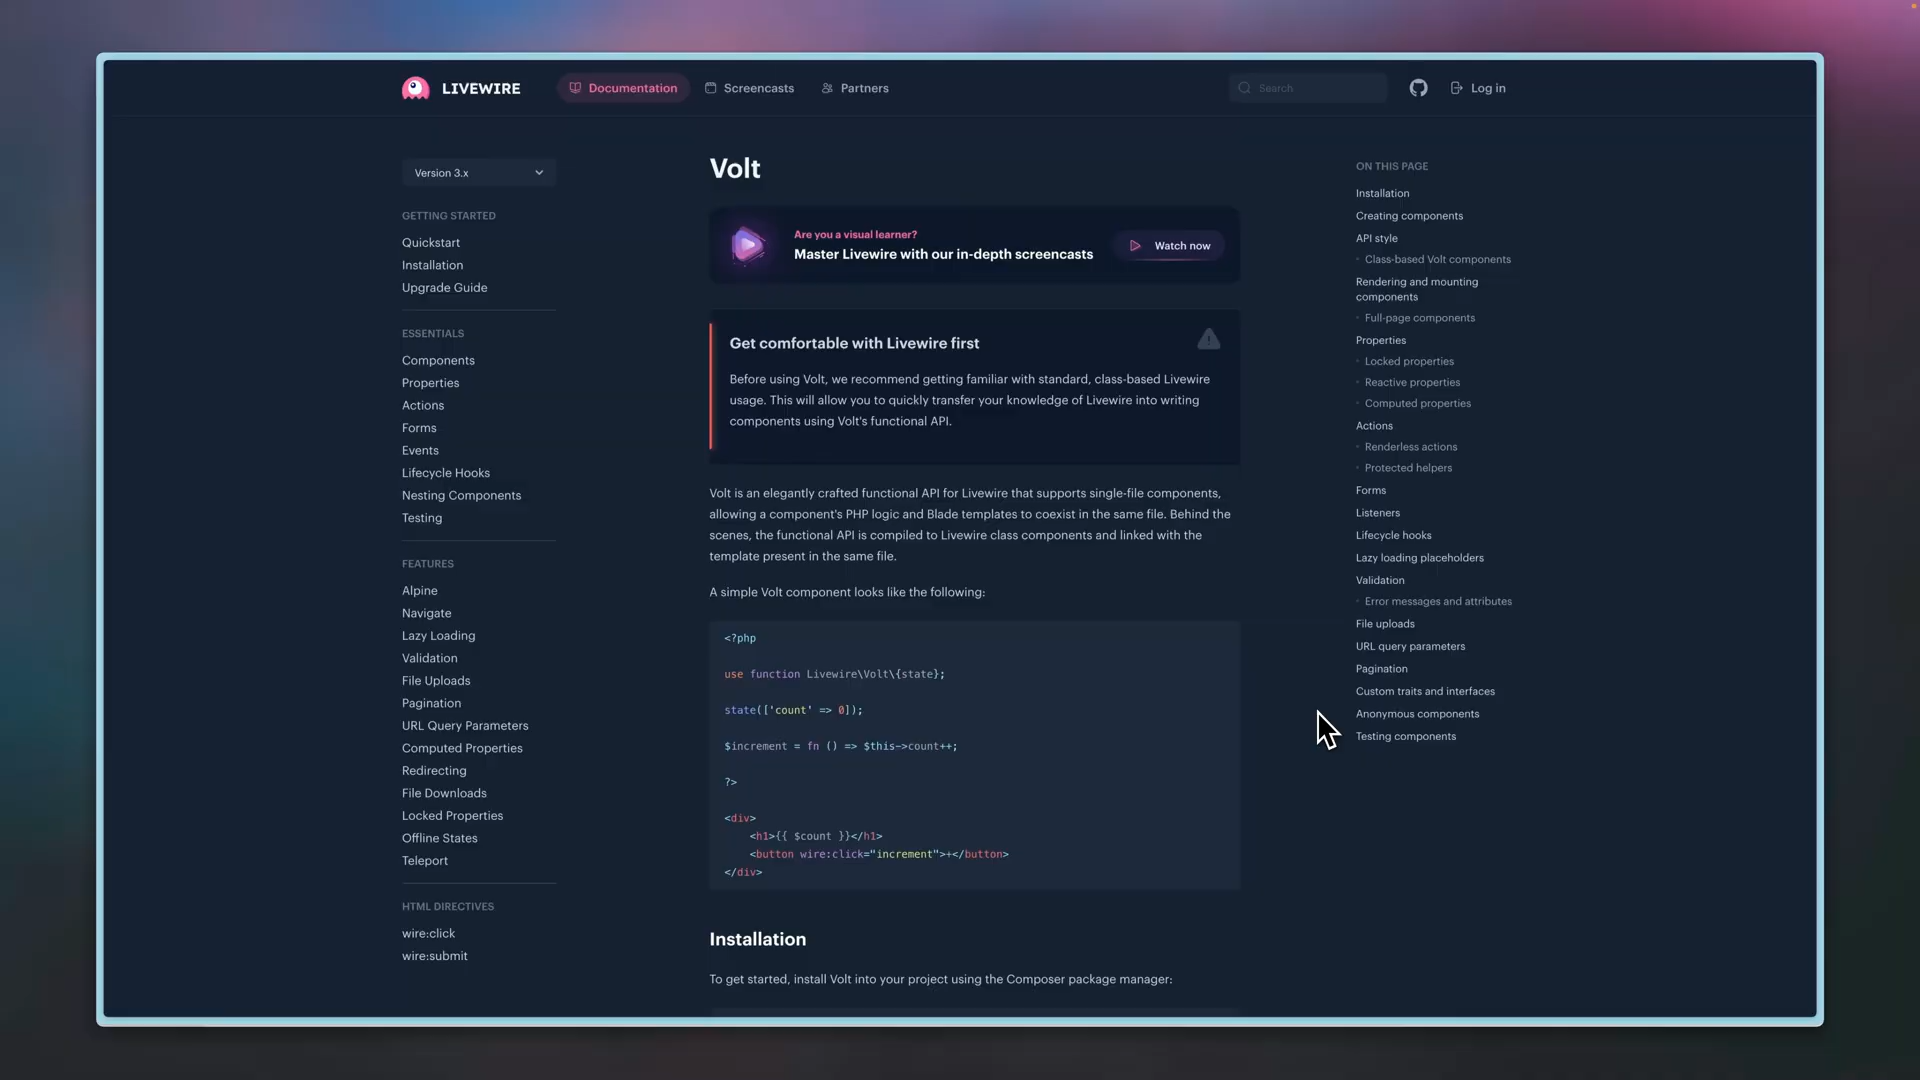 LIVEWIRE
Documentation
Screencasts
Partners
Search
Log in
Version 3.x
GETTING STARTED
Quickstart
Installation
Upgrade Guide
ESSENTIALS
Components
Properties
Actions
Forms
Events
Lifecycle Hooks
Nesting Components
Testing
FEATURES
Alpine
Navigate
Lazy Loading
Validation
File Uploads
Pagination
URL Query Parameters
Computed Properties
Redirecting
File Downloads
Locked Properties
Offline States
Teleport
HTML DIRECTIVES
wire:click
wire:submit
Volt
Are you a visual learner?
Master Livewire with our in-depth screencasts
Watch now
Get comfortable with Livewire first
Before using Volt, we recommend getting familiar with standard, class-based Livewire
usage. This will allow you to quickly transfer your knowledge of Livewire into writing
components using Volt's functional API.
Volt is an elegantly crafted functional API for Livewire that supports single-file components,
allowing a component's PHP logic and Blade templates to coexist in the same file. Behind the
scenes, the functional API is compiled to Livewire class components and linked with the
template present in the same file.
A simple Volt component looks like the following:
<?php
use function Livewire\Volt\{state};
state(['count' => 0]);
$increment = fn () => $this->count++;
?>
<div>
<h1>{{ $count }}</h1>
<button wire:click="increment">+</button>
</div>
Installation
To get started, install Volt into your project using the Composer package manager:
ON THIS PAGE
Installation
Creating components
API style
Class-based Volt components
Rendering and mounting
components
Full-page components
Properties
Locked properties
Reactive properties
Computed properties
Actions
Renderless actions
Protected helpers
Forms
Listeners
Lifecycle hooks
Lazy loading placeholders
Validation
Error messages and attributes
File uploads
URL query parameters
Pagination
Custom traits and interfaces
Anonymous components
Testing components